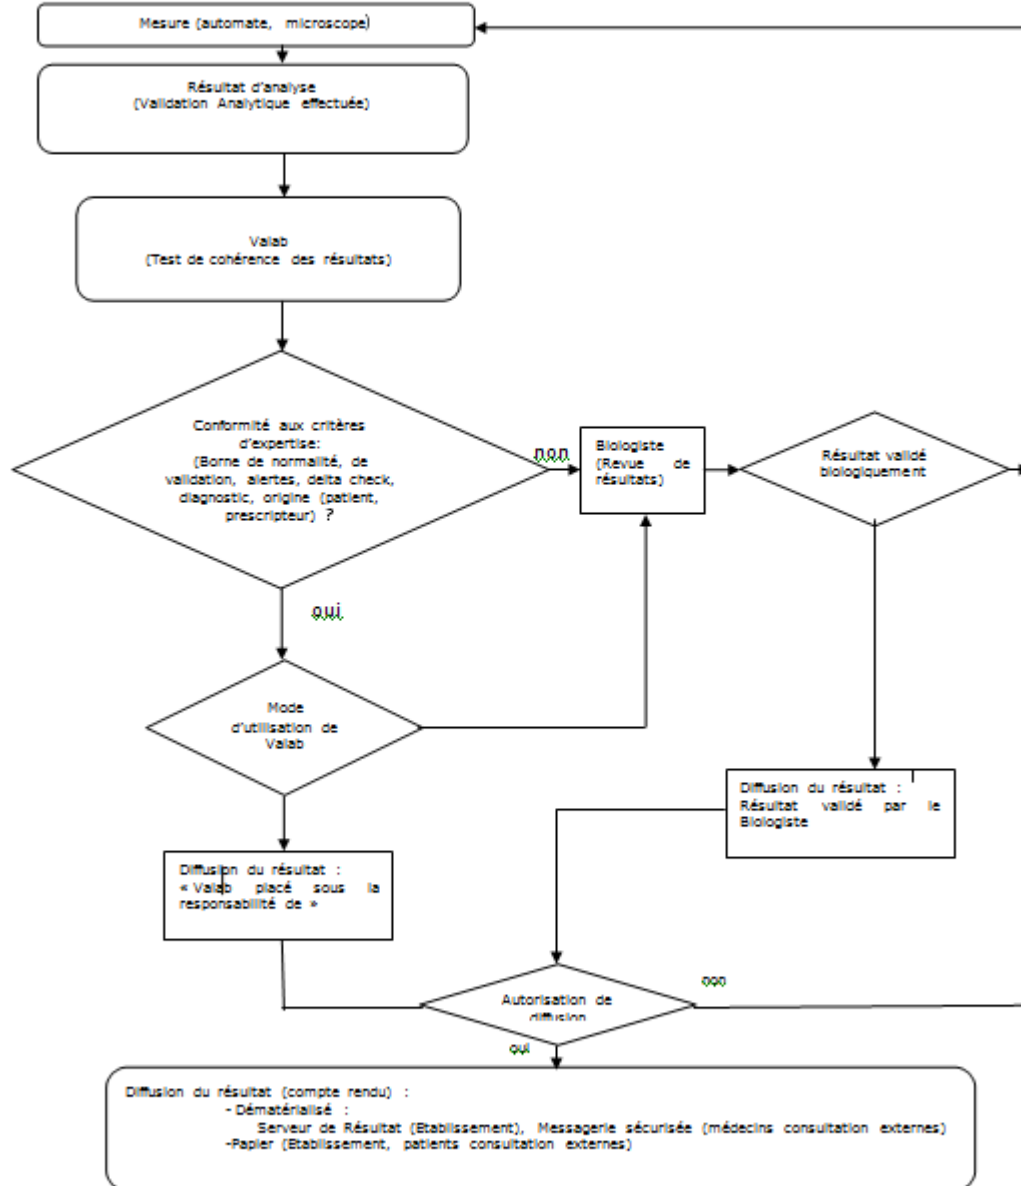 Mesure (automate, microscope)
Résultat d'analyse
(Validation Analytique effectuée)
Valab
(Test de cohérence des résultats)
Conformité aux critères
d'expertise:
(Borne de normalité, de
validation, alertes, delta check,
diagnostic, origine (patient,
prescripteur) ?
non
Biologiste
(Revue de
résultats)
Résultat validé
biologiquement
oui
Mode
d'utilisation de
Valab
Diffusion du résultat :
Résultat validé par le
Biologiste
Diffusion du résultat :
« Valab placé sous la
responsabilité de »
non
Autorisation de
diffusion
oui
Diffusion du résultat (compte rendu) :
- Dématérialisé :
Serveur de Résultat (Etablissement), Messagerie sécurisée (médecins consultation externes)
-Papier (Etablissement, patients consultation externes)